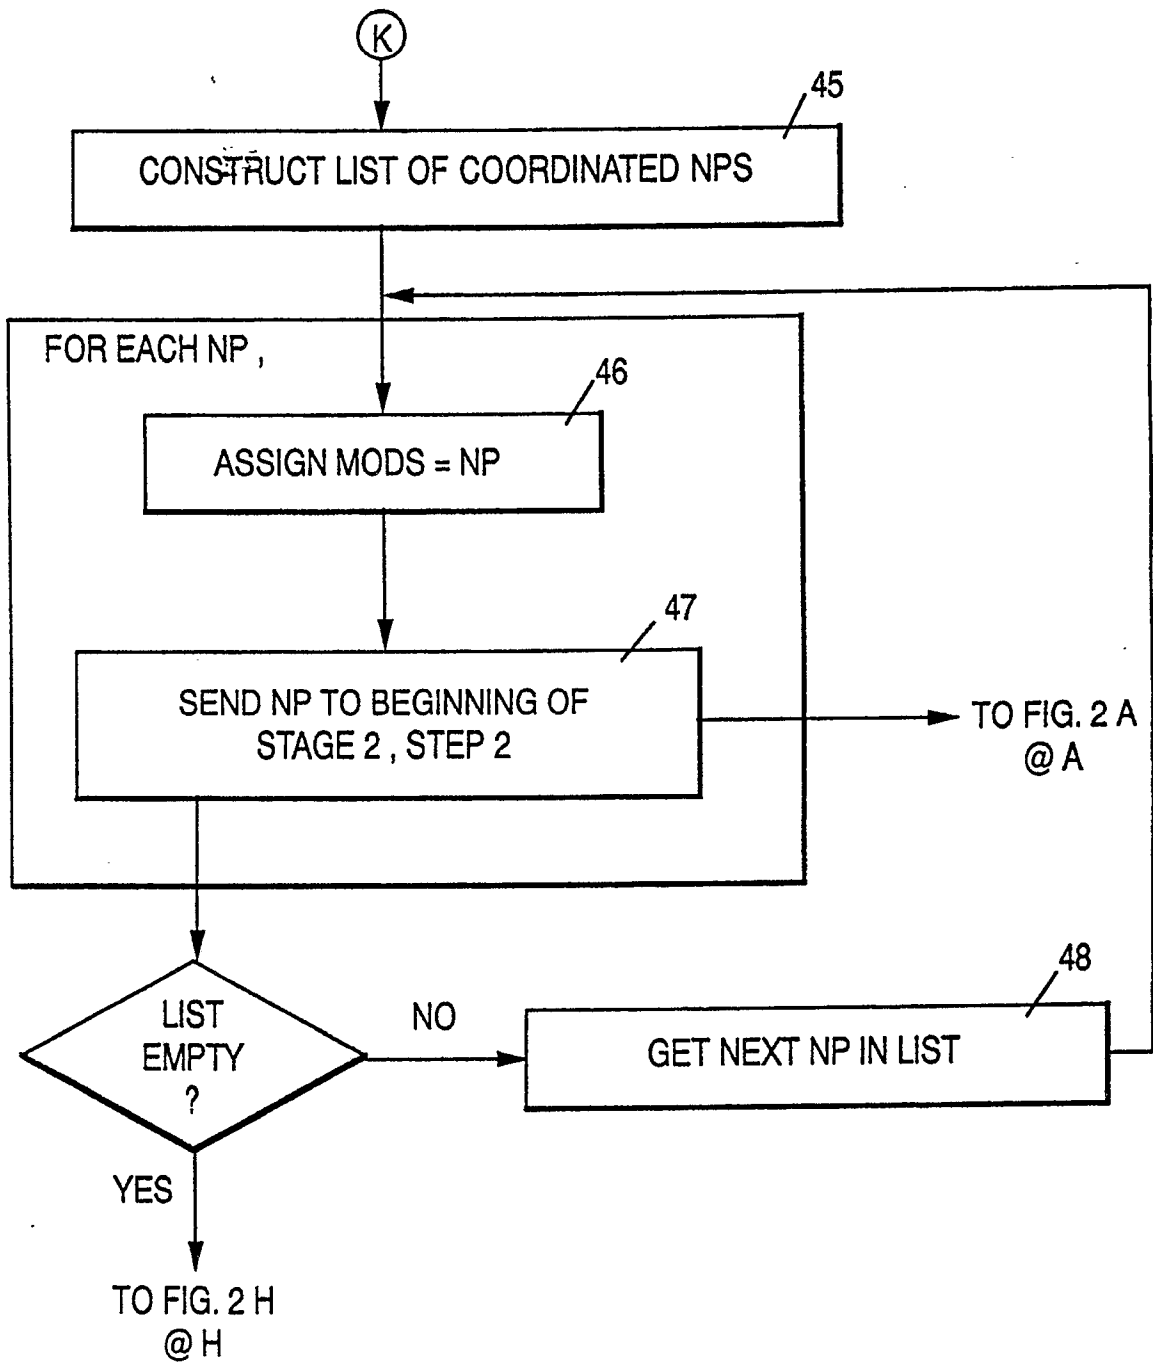 K
45
CONSTRUCT LIST OF COORDINATED NPS
FOR EACH NP ,
46
ASSIGN MODS = NP
47
SEND NP TO BEGINNING OF
STAGE 2 , STEP 2
TO FIG. 2 A
@ A
LIST
EMPTY
?
NO
48
GET NEXT NP IN LIST
YES
TO FIG. 2 H
@ H